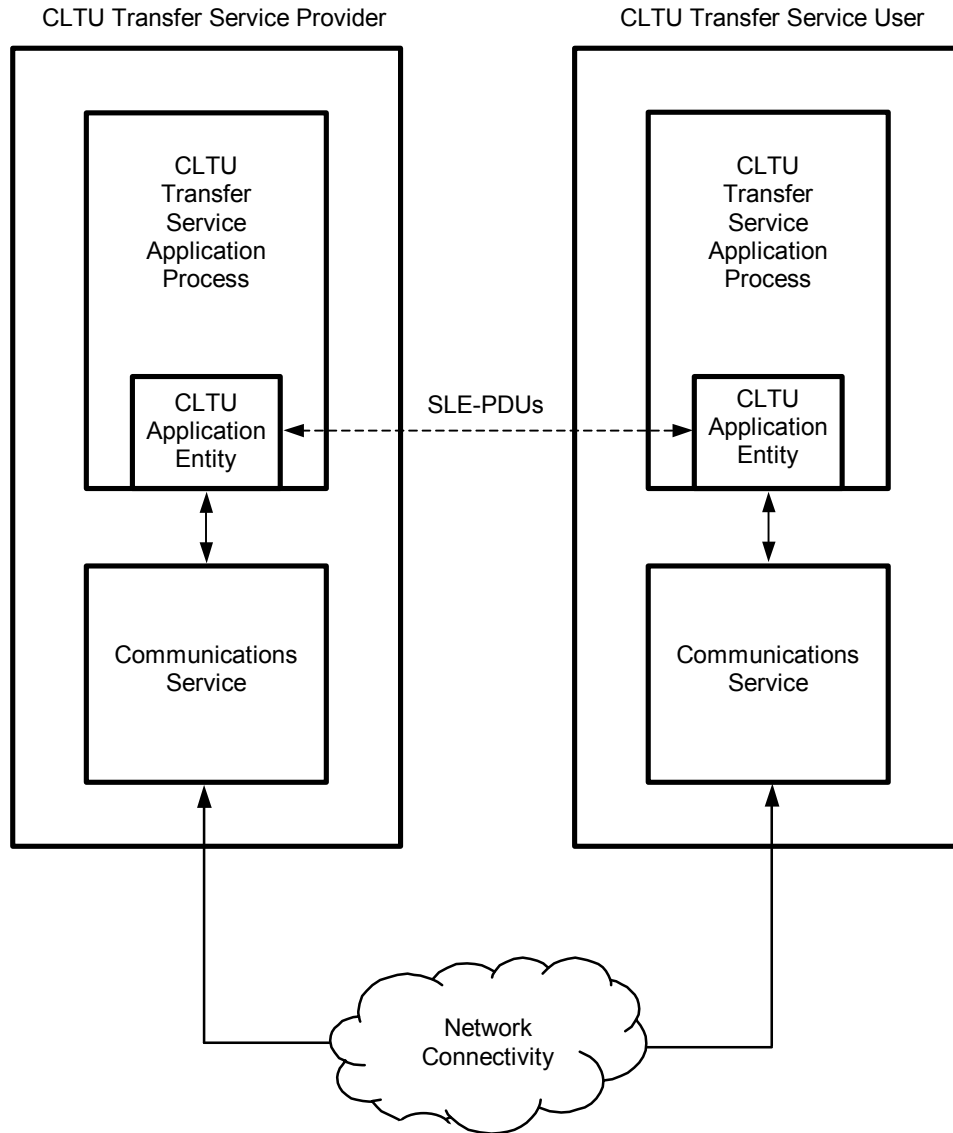 CLTU Transfer Service Provider
CLTU Transfer Service User
CLTU
Transfer
Service
Application
Process
CLTU
Transfer
Service
Application
Process
CLTU
Application
Entity
SLE-PDUs
CLTU
Application
Entity
Communications
Service
Communications
Service
Network
Connectivity